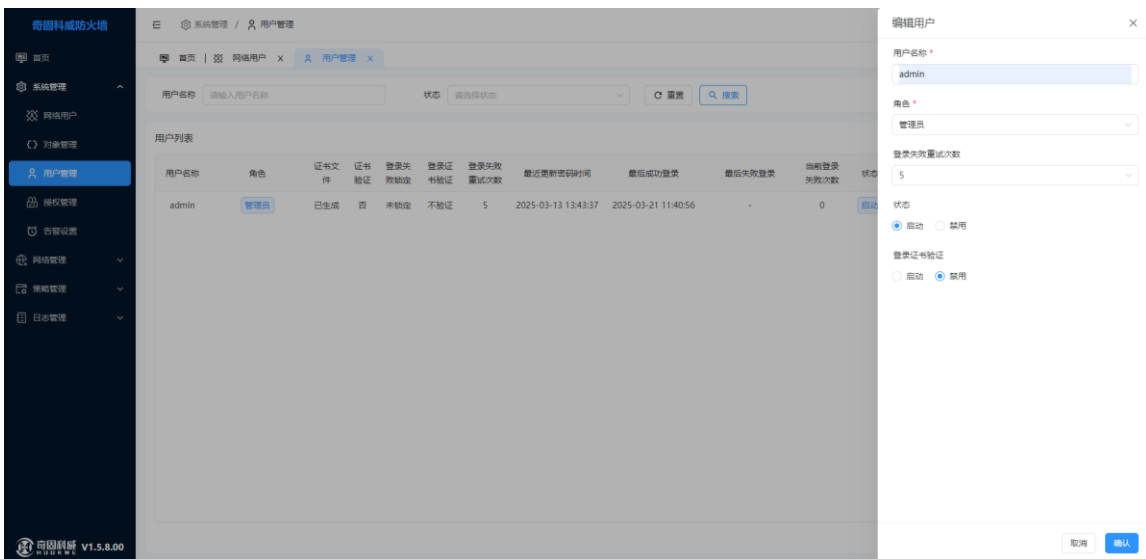 奇固科威防火墙
系统管理 / 用户管理
首页
系统管理
网络用户
对象管理
用户管理
授权管理
告警设置
网络管理
策略管理
日志管理
V1.5.8.00
首页 | 网络用户 × 用户管理 ×
用户名称 请输入用户名称 状态 请选择状态 重置 搜索
用户列表
用户名称 角色 证书文件 证书验证 登录失败锁定 登录证书验证 登录失败重试次数 最近更新密码时间 最后成功登录 最后失败登录 当前登录失败次数 状态
admin 管理员 已生成 否 未锁定 不验证 5 2025-03-13 13:43:37 2025-03-21 11:40:56 - 0 启动
编辑用户
用户名称 *
admin
角色 *
管理员
登录失败重试次数
5
状态
启动 禁用
登录证书验证
启动 禁用
取消 确认